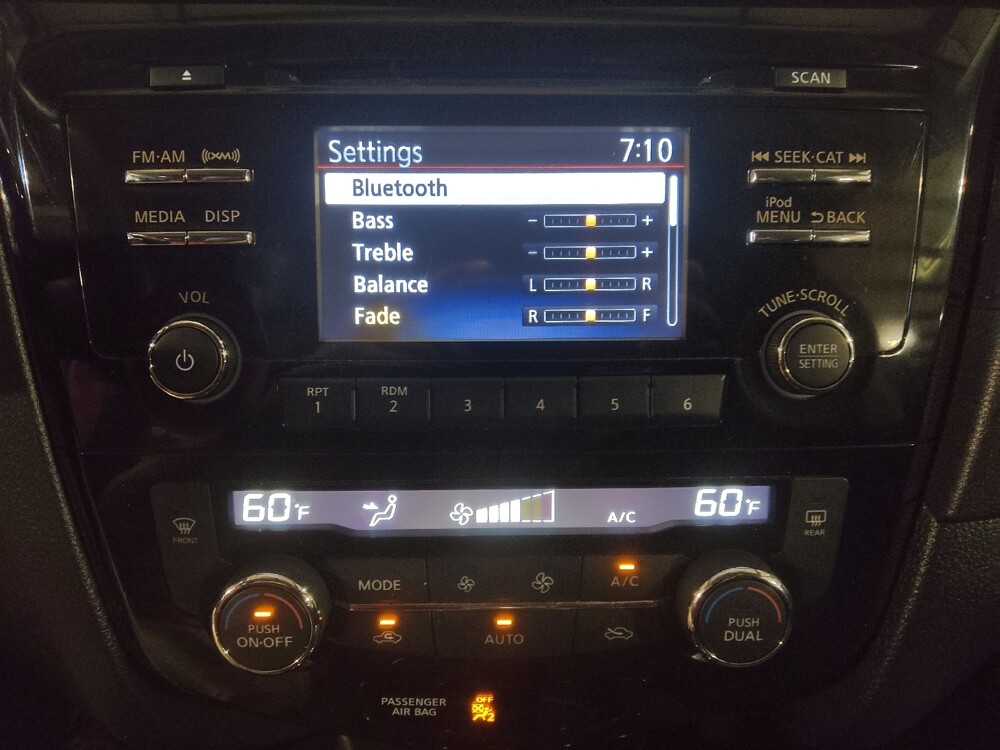 SCAN
FM·AM ((XM))
SEEK·CAT
MEDIA DISP
iPod
MENU BACK
Settings 7:10
Bluetooth
Bass - +
Treble - +
Balance L R
Fade R F
VOL
TUNE·SCROLL
ENTER
SETTING
RPT
1
RDM
2
3
4
5
6
60°F
A/C
60°F
FRONT
REAR
MODE
A/C
PUSH
ON·OFF
AUTO
PUSH
DUAL
PASSENGER
AIR BAG
OFF
2